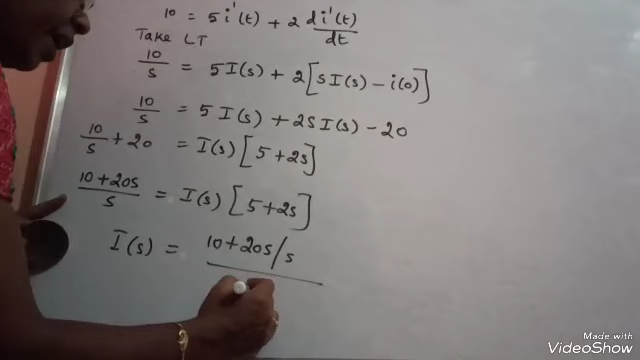 10 = 5i'(t) + 2 di'(t)/dt
Take LT
10/s = 5I(s) + 2[sI(s) - i(0)]
10/s = 5I(s) + 2sI(s) - 20
10/s + 20 = I(s)[5+2s]
10+20s/s = I(s)[5+2s]
I(s) = 10+20s/s
Made with
VideoShow